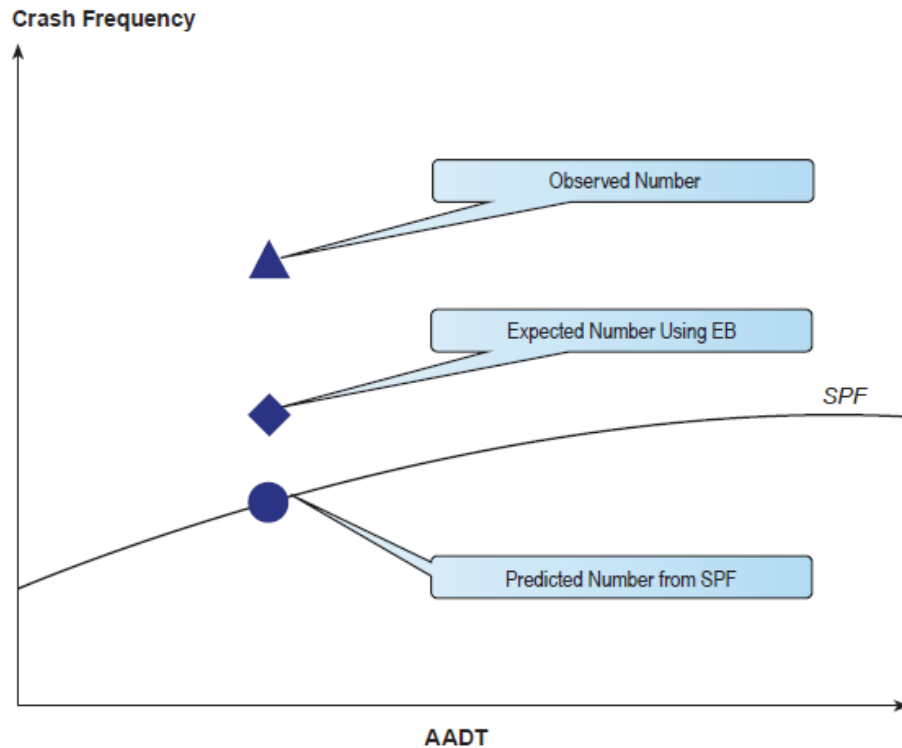 Crash Frequency
Observed Number
Expected Number Using EB
SPF
Predicted Number from SPF
AADT